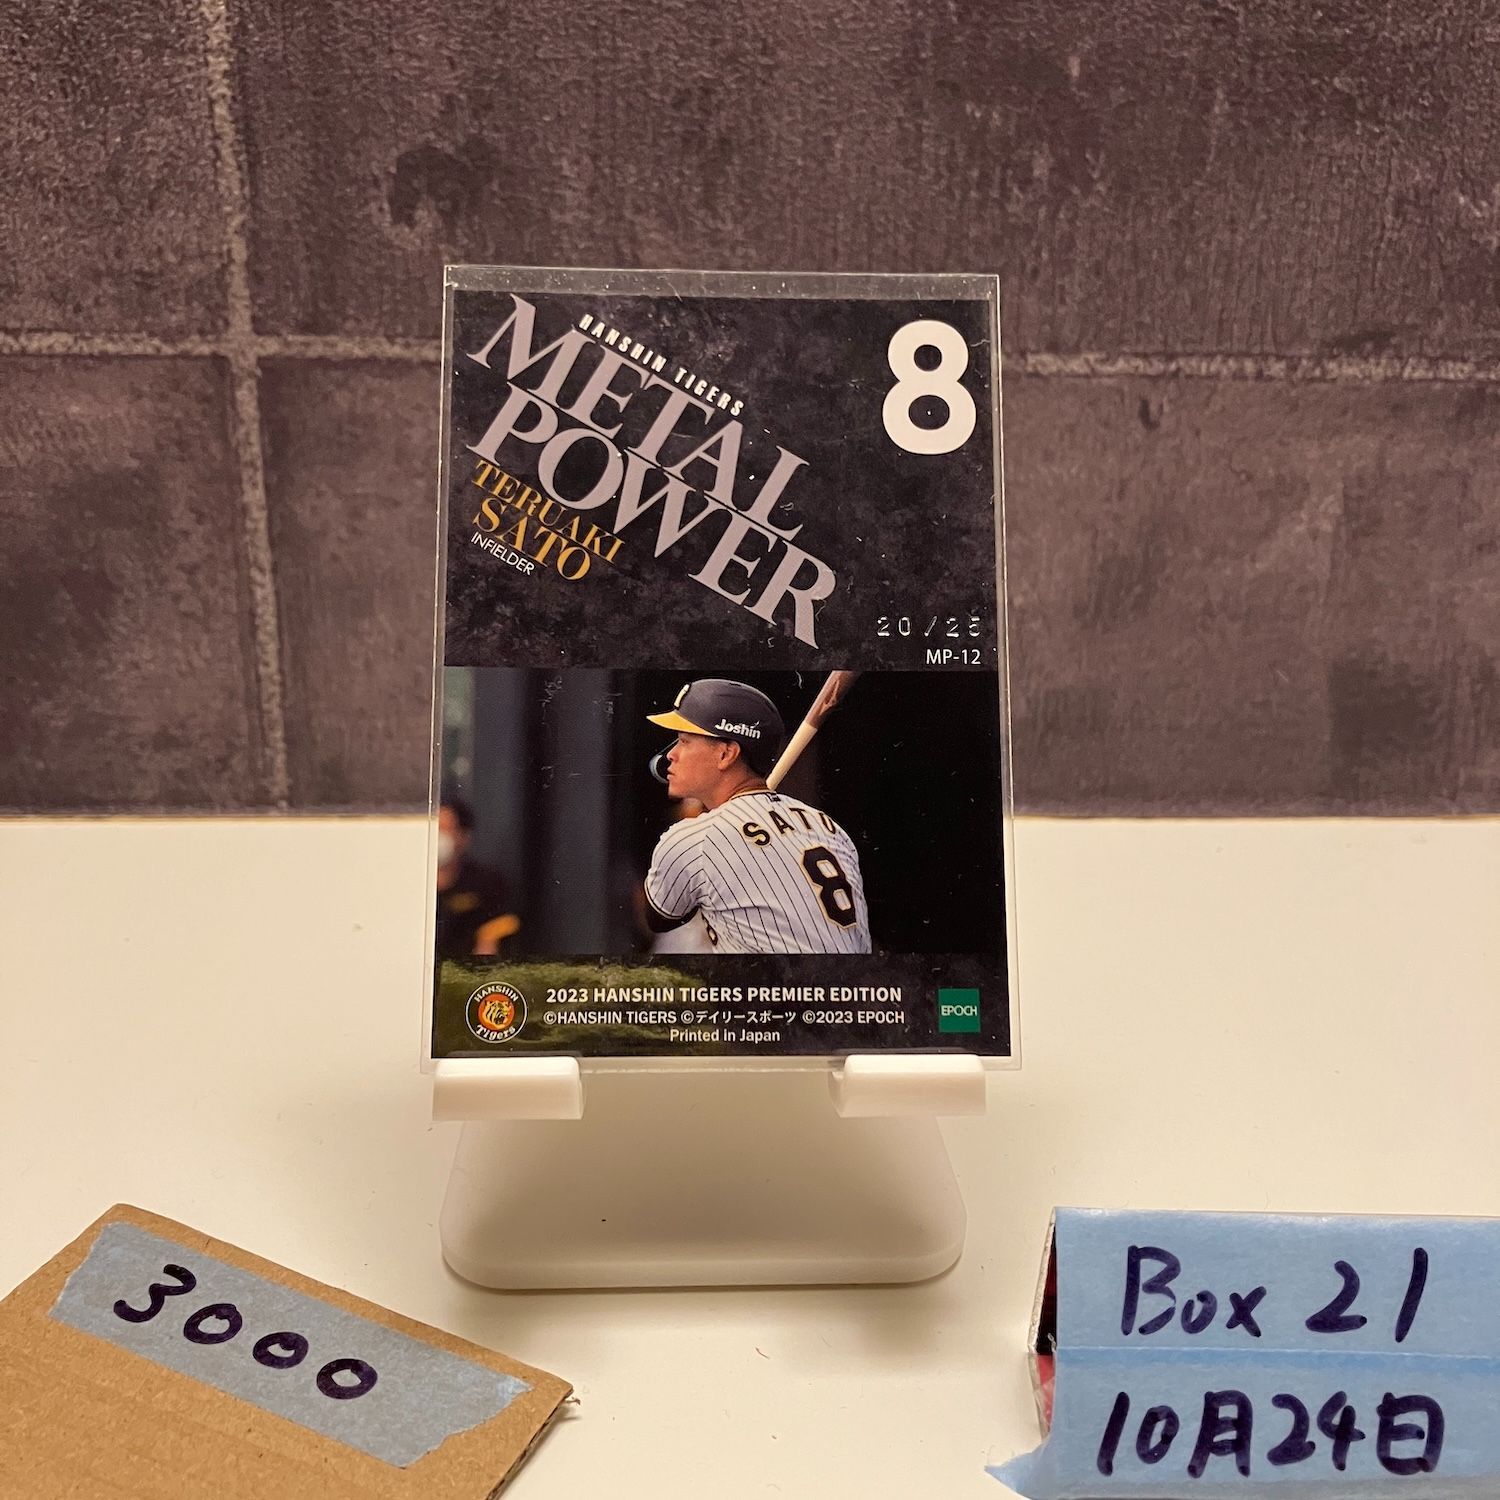 HANSHIN TIGERS
METAL
POWER
TERUAKI
SATO
INFIELDER
8
20/25
MP-12
Joshin
SATO
8
HANSHIN
Tigers
2023 HANSHIN TIGERS PREMIER EDITION
©HANSHIN TIGERS ©デイリースポーツ ©2023 EPOCH
Printed in Japan
EPOCH
3000
Box 21
10月24日